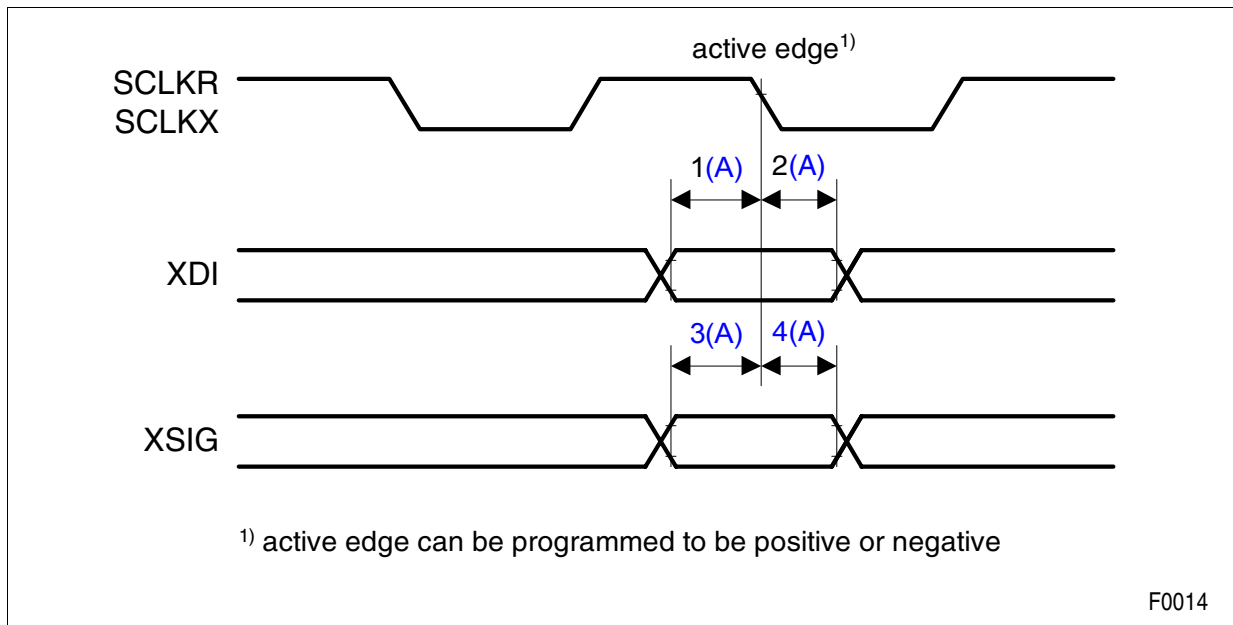 active edge1)
SCLKR
SCLKX
1(A) 2(A)
XDI
3(A) 4(A)
XSIG
1) active edge can be programmed to be positive or negative
F0014